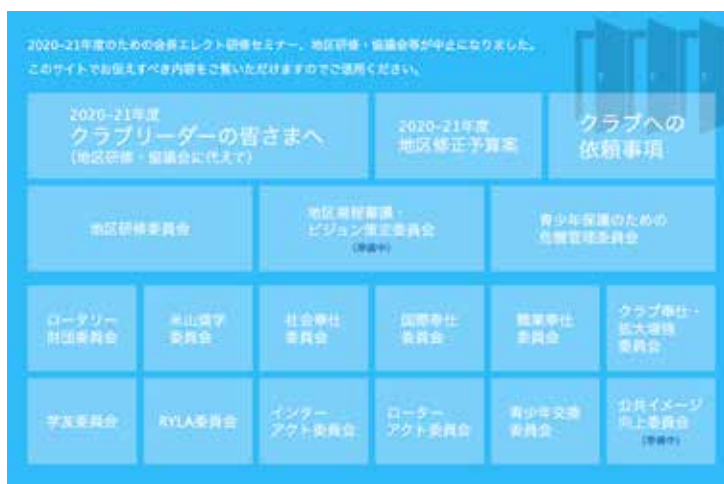 2020–21年度のための会長エレクト研修セミナー、地区研修・協議会等が中止になりました。
このサイトでお伝えすべき内容をご覧いただけますのでご活用ください。
2020–21年度
クラブリーダーの皆さまへ
(地区研修・協議会に代えて)
2020–21年度
地区修正予算案
クラブへの
依頼事項
地区研修委員会
地区規程審議・
ビジョン策定委員会
(準備中)
青少年保護のための
危機管理委員会
ロータリー
財団委員会
米山奨学
委員会
社会奉仕
委員会
国際奉仕
委員会
職業奉仕
委員会
クラブ奉仕・
拡大増強
委員会
学友委員会
RYLA委員会
インター
アクト委員会
ローター
アクト委員会
青少年交換
委員会
公共イメージ
向上委員会
(準備中)